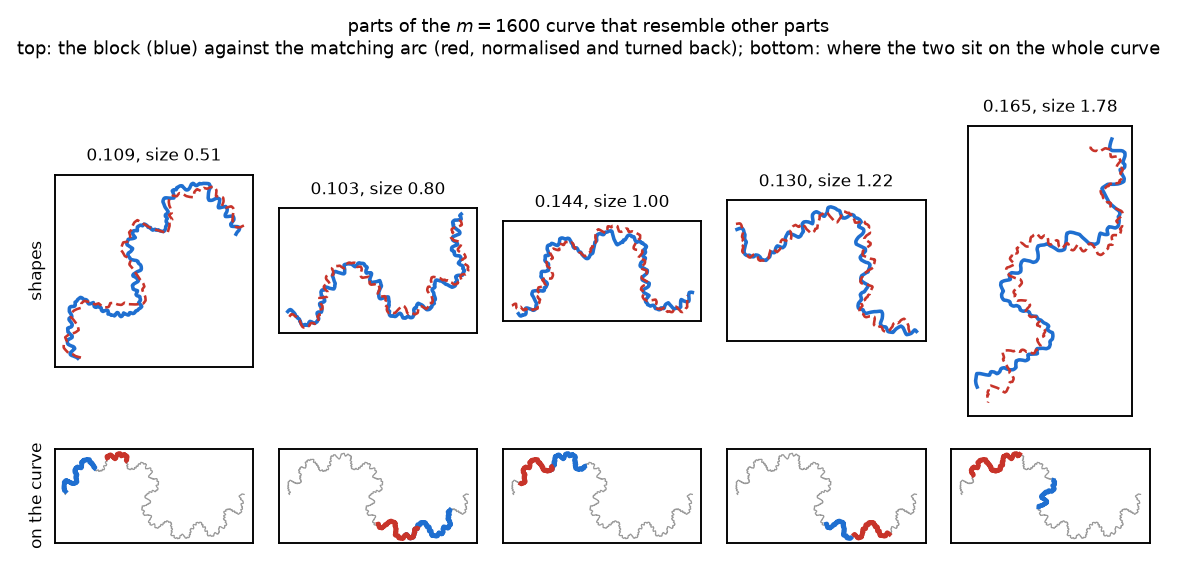 parts of the m = 1600 curve that resemble other parts
top: the block (blue) against the matching arc (red, normalised and turned back); bottom: where the two sit on the whole curve
0.109, size 0.51
0.103, size 0.80
0.144, size 1.00
0.130, size 1.22
0.165, size 1.78
shapes
on the curve